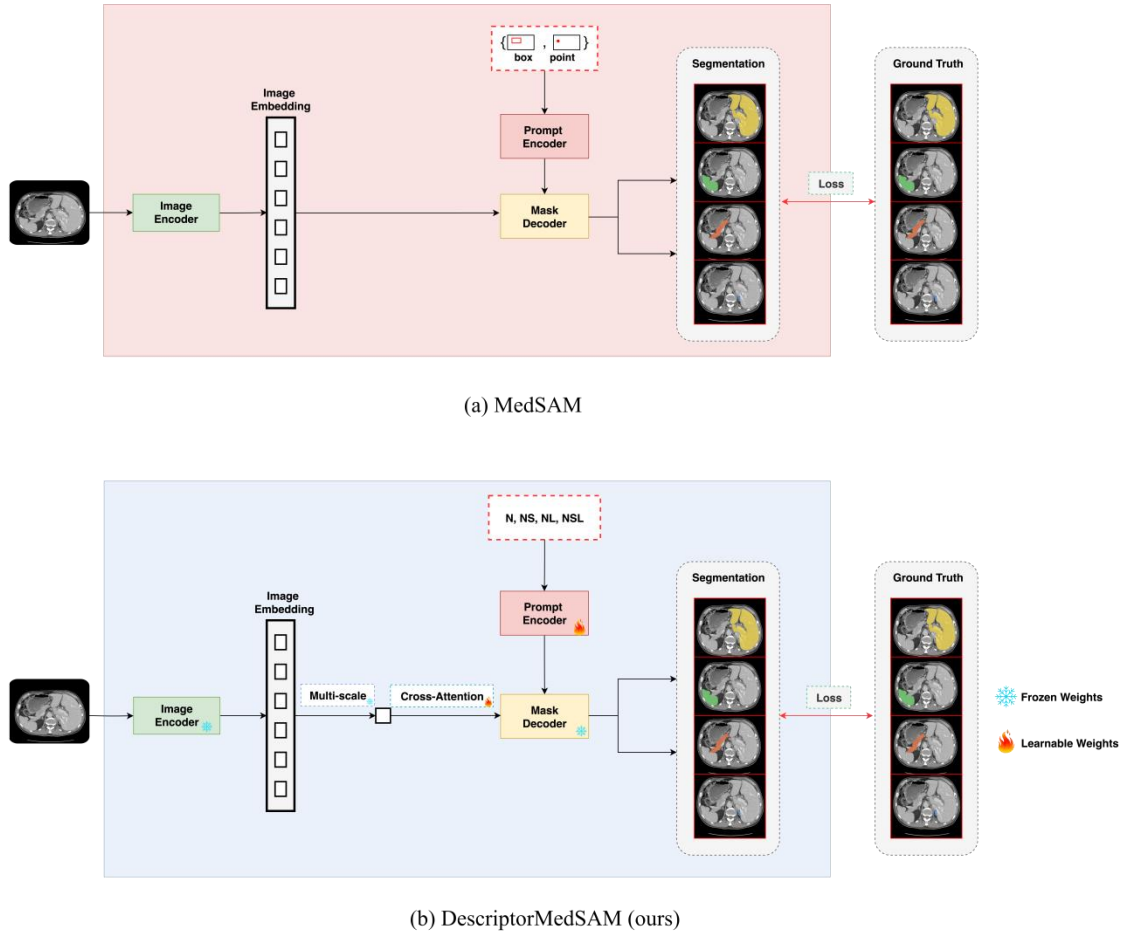 { , }
box point
Segmentation
Ground Truth
Image
Embedding
Prompt
Encoder
Loss
Image
Encoder
Mask
Decoder
(a) MedSAM
N, NS, NL, NSL
Segmentation
Ground Truth
Image
Embedding
Prompt
Encoder
Multi-scale
Cross-Attention
Image
Encoder
Mask
Decoder
Loss
Frozen Weights
Learnable Weights
(b) DescriptorMedSAM (ours)